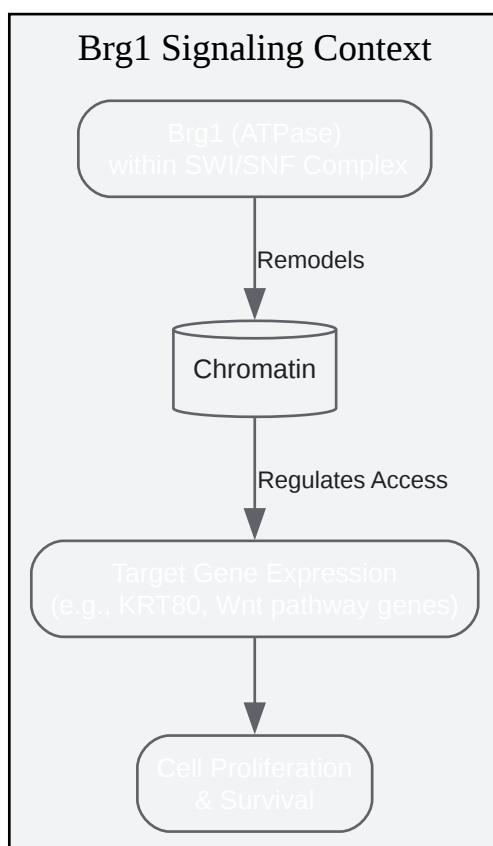 Brg1 Signaling Context
Brg1 (ATPase)
within SWI/SNF Complex
Remodels
Chromatin
Regulates Access
Target Gene Expression
(e.g., KRT80, Wnt pathway genes)
Cell Proliferation
& Survival